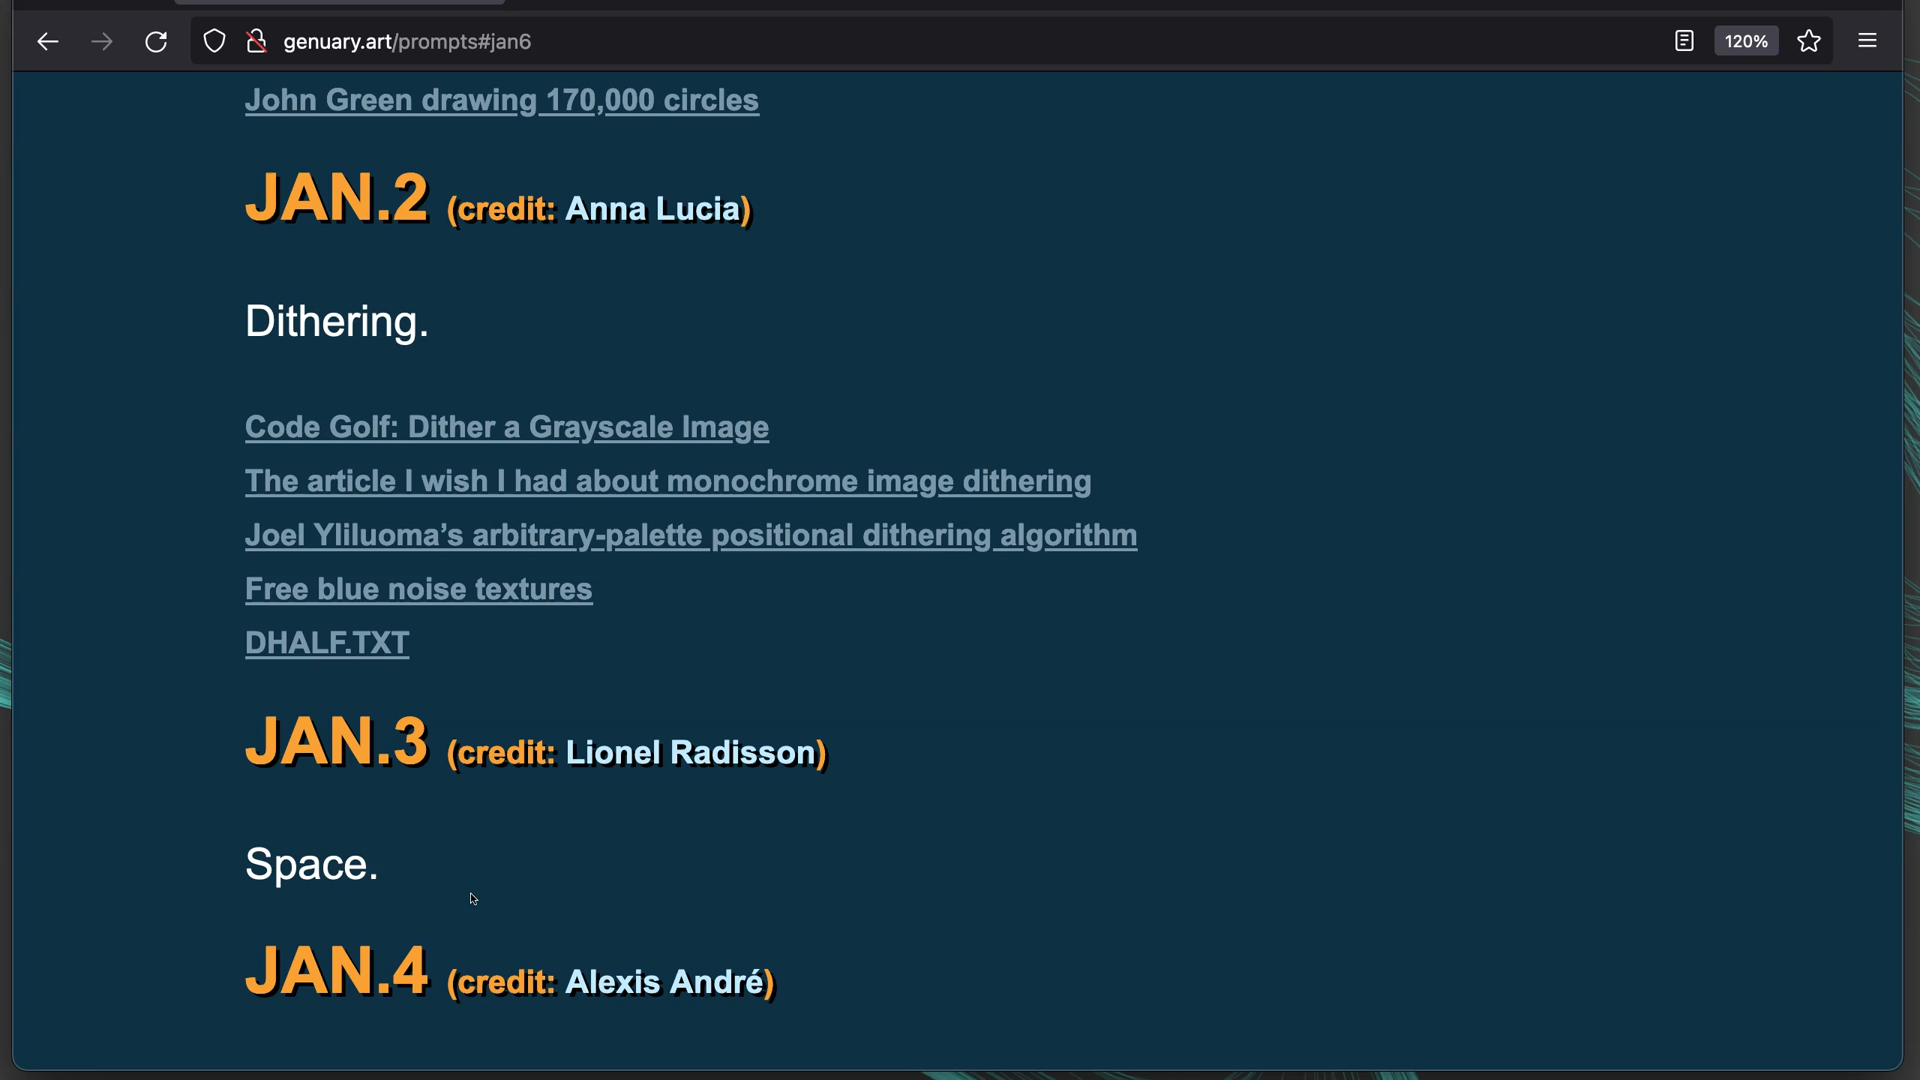 genuary.art/prompts#jan6
120%
John Green drawing 170,000 circles
JAN.2 (credit: Anna Lucia)
Dithering.
Code Golf: Dither a Grayscale Image
The article I wish I had about monochrome image dithering
Joel Yliluoma’s arbitrary-palette positional dithering algorithm
Free blue noise textures
DHALF.TXT
JAN.3 (credit: Lionel Radisson)
Space.
JAN.4 (credit: Alexis André)